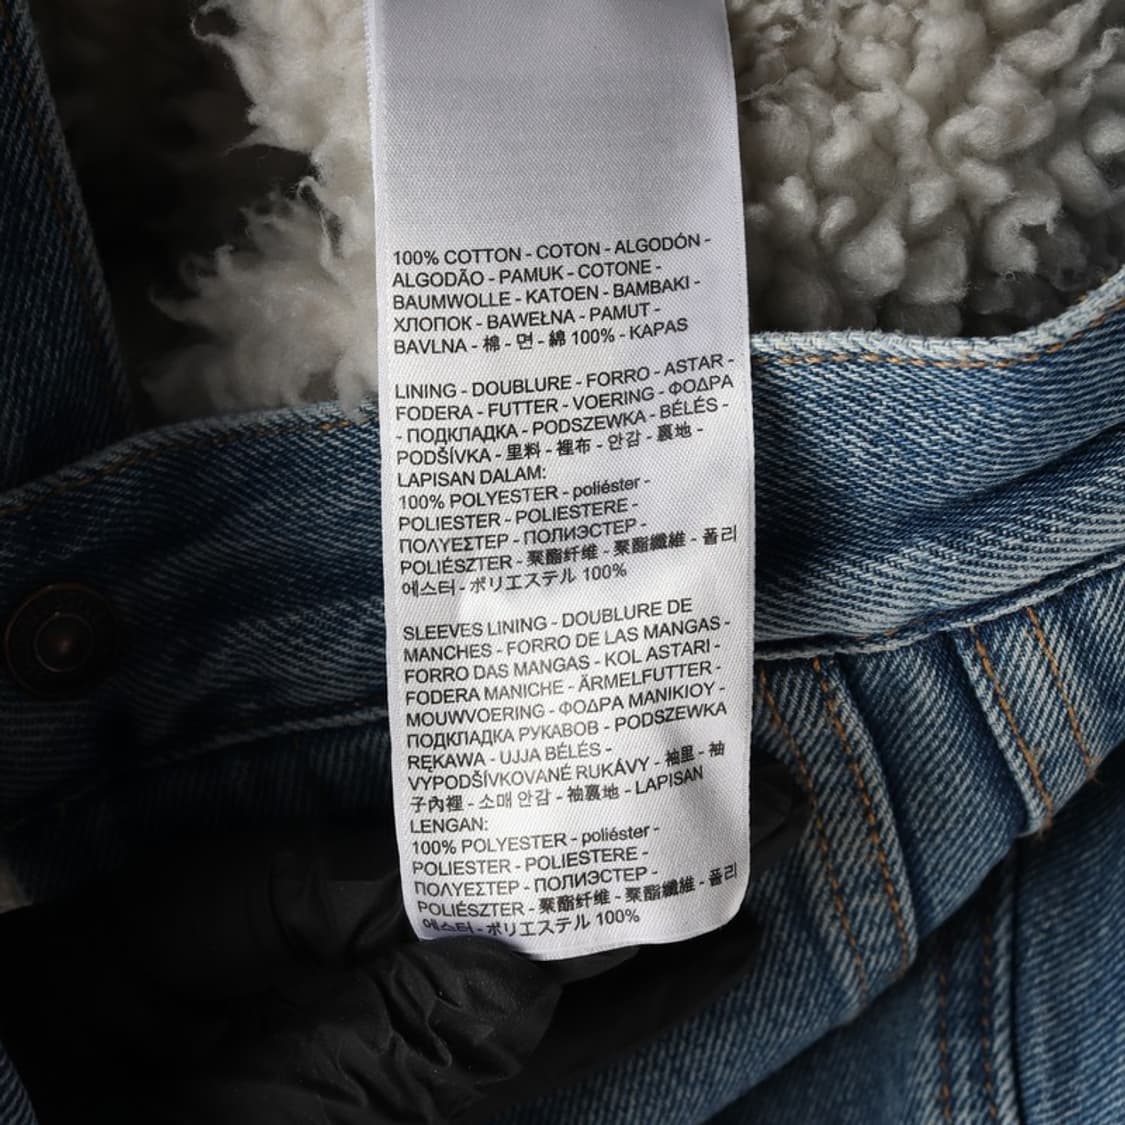 100% COTTON - COTON - ALGODÓN -
ALGODÃO - PAMUK - COTONE -
BAUMWOLLE - KATOEN - BAMBAKI -
ХЛОПОК - BAWEŁNA - PAMUT -
BAVLNA - 棉 - 면 - 綿 100% - KAPAS
LINING - DOUBLURE - FORRO - ASTAR -
FODERA - FUTTER - VOERING - ΦΟΔΡΑ
- ПОДКЛАДКА - PODSZEWKA - BÉLÉS -
PODŠÍVKA - 里料 - 裡布 - 안감 - 裏地 -
LAPISAN DALAM:
100% POLYESTER - poliéster -
POLIESTER - POLIESTERE -
ΠΟΛΥΕΣΤΕΡ - ПОЛИЭСТЕР -
POLIÉSZTER - 聚酯纤维 - 聚酯纖維 - 폴리
에스터 - ポリエステル 100%
SLEEVES LINING - DOUBLURE DE
MANCHES - FORRO DE LAS MANGAS -
FORRO DAS MANGAS - KOL ASTARI -
FODERA MANICHE - ÄRMELFUTTER -
MOUWVOERING - ΦΟΔΡΑ ΜΑΝΙΚΙΟΥ -
ПОДКЛАДКА РУКАВОВ - PODSZEWKA
RĘKAWA - UJJA BÉLÉS -
VYPODŠÍVKOVANÉ RUKÁVY - 袖里 - 袖
子內裡 - 소매 안감 - 袖裏地 - LAPISAN
LENGAN:
100% POLYESTER - poliéster -
POLIESTER - POLIESTERE -
ΠΟΛΥΕΣΤΕΡ - ПОЛИЭСТЕР -
POLIÉSZTER - 聚酯纤维 - 聚酯纖維 - 폴리
에스터 - ポリエステル 100%